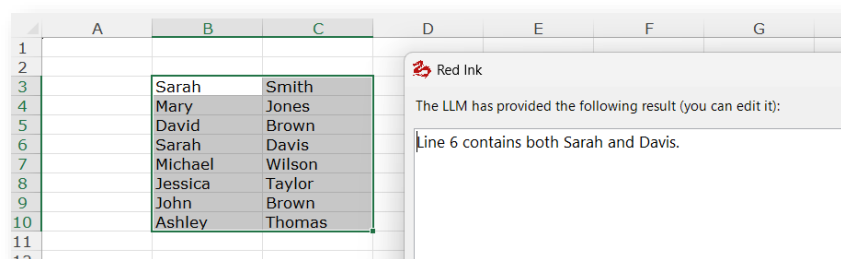 A B C D E F G
1
2
3 Sarah Smith
4 Mary Jones
5 David Brown
6 Sarah Davis
7 Michael Wilson
8 Jessica Taylor
9 John Brown
10 Ashley Thomas
11
Red Ink
The LLM has provided the following result (you can edit it):
Line 6 contains both Sarah and Davis.